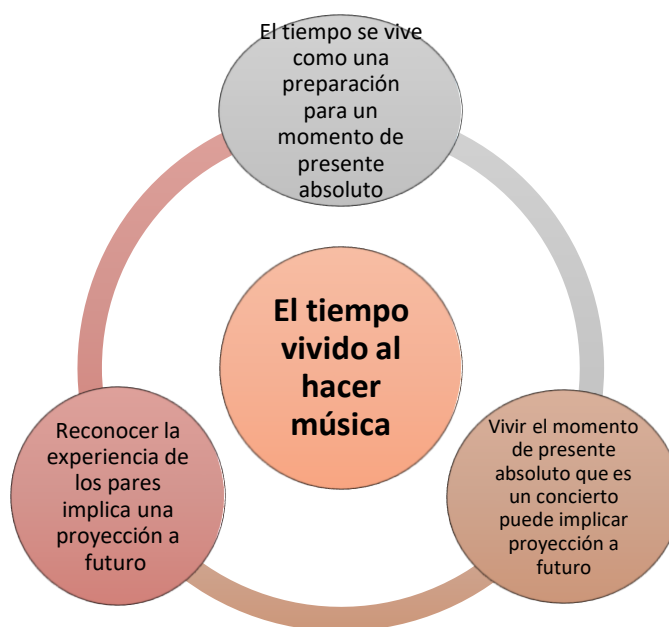 El tiempo se vive
como una
preparación
para un
momento de
presente
absoluto
El tiempo
vivido al
hacer
música
Reconocer la
experiencia de
los pares
implica una
proyección a
futuro
Vivir el momento
de presente
absoluto que es
un concierto
puede implicar
proyección a
futuro